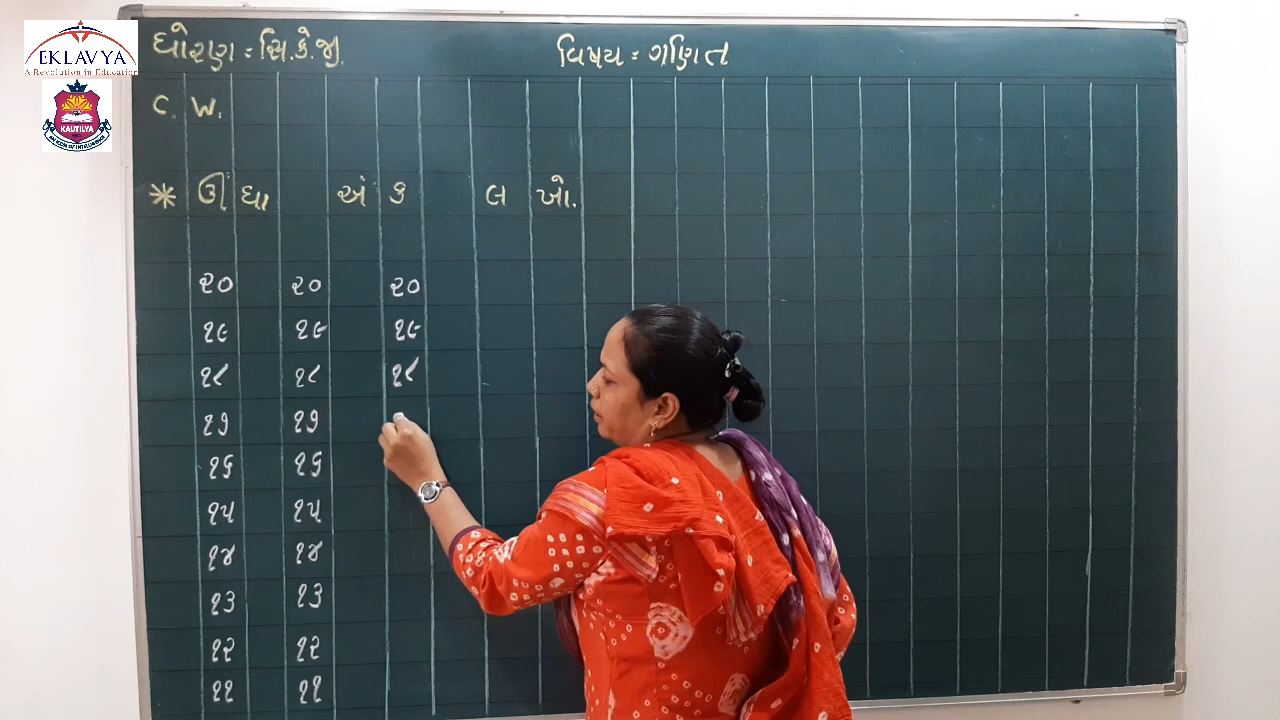 EKLAVYA
A Revolution in Education
KAUTILYA
ધોરણ = સિ.કે.જી.
વિષય = ગણિત
C. W.
* ઊંધા અંક લખો.
૨૦ ૨૦ ૨૦
૧૯ ૧૯ ૧૯
૧૮ ૧૮ ૧૮
૧૭ ૧૭
૧૬ ૧૬
૧૫ ૧૫
૧૪ ૧૪
૧૩ ૧૩
૧૨ ૧૨
૧૧ ૧૧